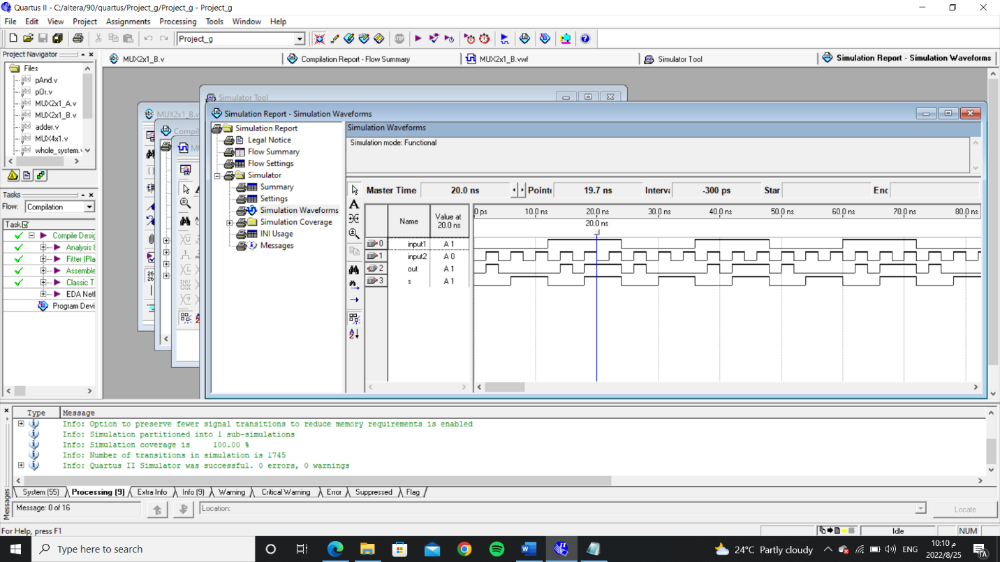 Quartus II - C:/altera/90/quartus/Project_g/Project_g - Project_g
File Edit View Project Assignments Processing Tools Window Help
Project_g
Project Navigator
MUX2x1_B.v
Compilation Report - Flow Summary
MUX2x1_B.vwf
Simulator Tool
Simulation Report - Simulation Waveforms
Files
pAnd.v
pOr.v
MUX2x1_A.v
MUX2x1_B.v
adder.v
MUX4x1.v
whole_system.v
Tasks
Flow: Compilation
Task
Compile Desig
Analysis &
Fitter (Pla
Assemble
Classic T
EDA Netl
Program Devi
Simulator Tool
MUX2x1_B.v
Compi
Simulation Report - Simulation Waveforms
Simulation Report
Legal Notice
Flow Summary
Flow Settings
Simulator
Summary
Settings
Simulation Waveforms
Simulation Coverage
INI Usage
Messages
Simulation Waveforms
Simulation mode: Functional
Master Time 20.0 ns Pointe 19.7 ns Interva -300 ps Star Enc
Name
Value at
20.0 ns
0 ps 10.0 ns 20.0 ns 30.0 ns 40.0 ns 50.0 ns 60.0 ns 70.0 ns 80.0 ns
20.0 ns
0 input1 A 1
1 input2 A 0
2 out A 1
3 s A 1
Type Message
Info: Option to preserve fewer signal transitions to reduce memory requirements is enabled
Info: Simulation partitioned into 1 sub-simulations
Info: Simulation coverage is 100.00 %
Info: Number of transitions in simulation is 1745
Info: Quartus II Simulator was successful. 0 errors, 0 warnings
System (55) Processing (9) Extra Info Info (9) Warning Critical Warning Error Suppressed Flag
Messages
Message: 0 of 16
Location:
Locate
For Help, press F1
Idle
NUM
Type here to search
24°C Partly cloudy
ENG
10:10 م
2022/8/25